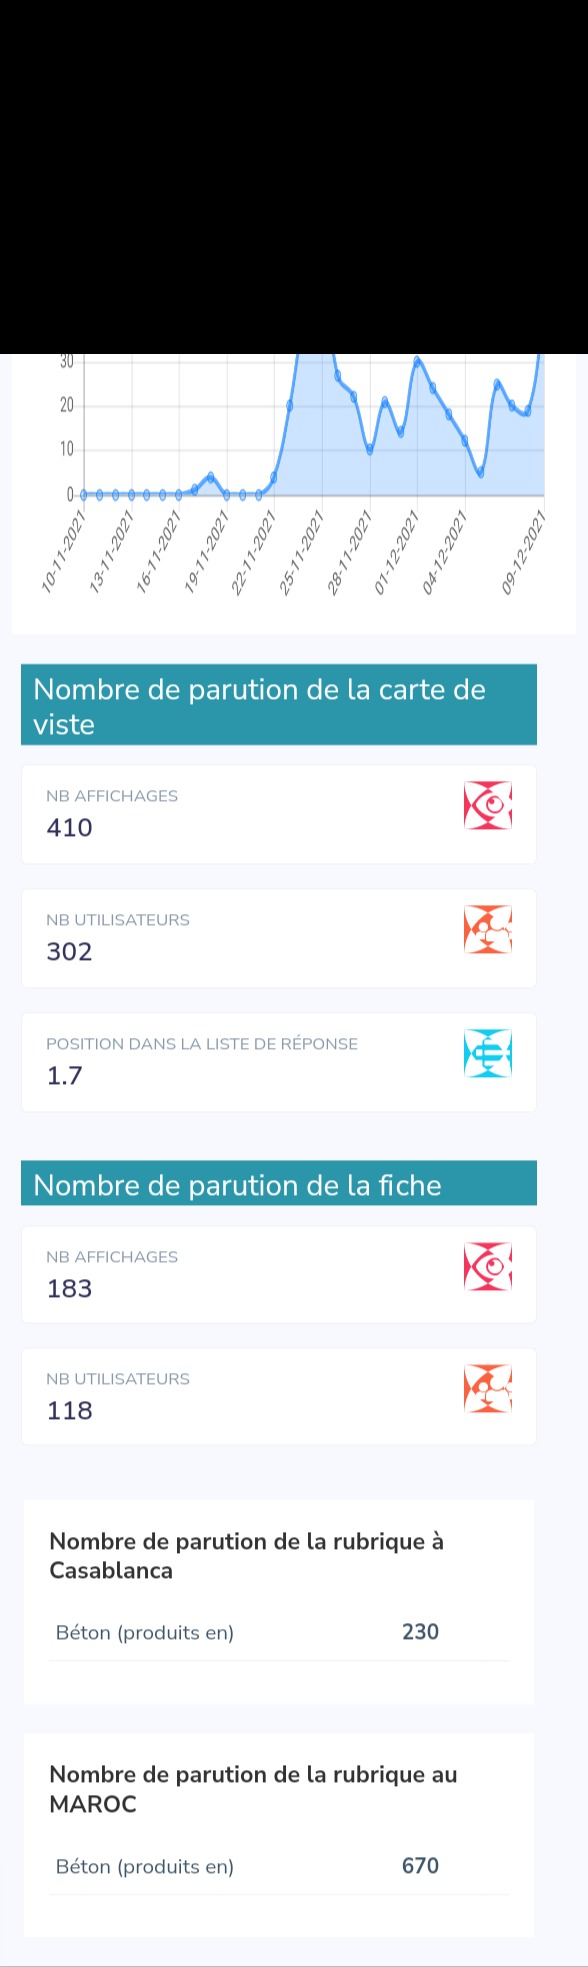 30
20
10
0
10-11-2021
13-11-2021
16-11-2021
19-11-2021
22-11-2021
25-11-2021
28-11-2021
01-12-2021
04-12-2021
09-12-2021
Nombre de parution de la carte de
viste
NB AFFICHAGES
410
NB UTILISATEURS
302
POSITION DANS LA LISTE DE RÉPONSE
1.7
Nombre de parution de la fiche
NB AFFICHAGES
183
NB UTILISATEURS
118
Nombre de parution de la rubrique à
Casablanca
Béton (produits en) 230
Nombre de parution de la rubrique au
MAROC
Béton (produits en) 670